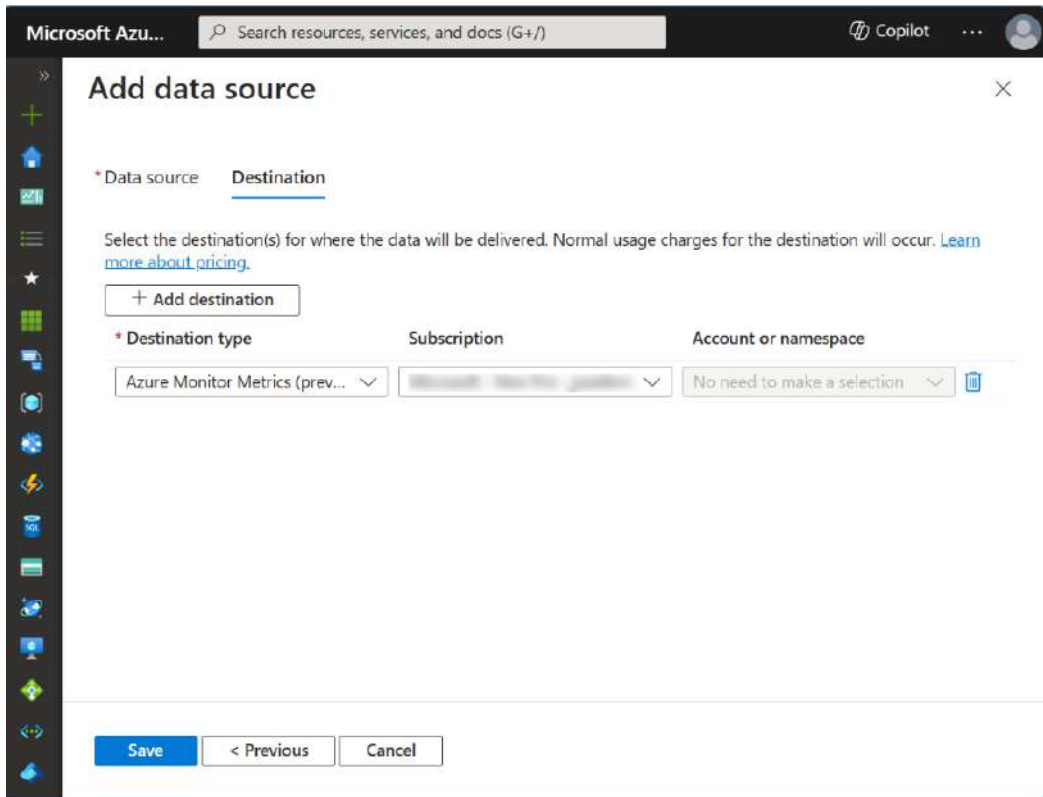 Microsoft Azu...
Search resources, services, and docs (G+/)
Copilot
...
Add data source
* Data source
Destination
Select the destination(s) for where the data will be delivered. Normal usage charges for the destination will occur. Learn
more about pricing.
+ Add destination
* Destination type
Subscription
Account or namespace
Azure Monitor Metrics (prev...
No need to make a selection
SQL
Save
< Previous
Cancel